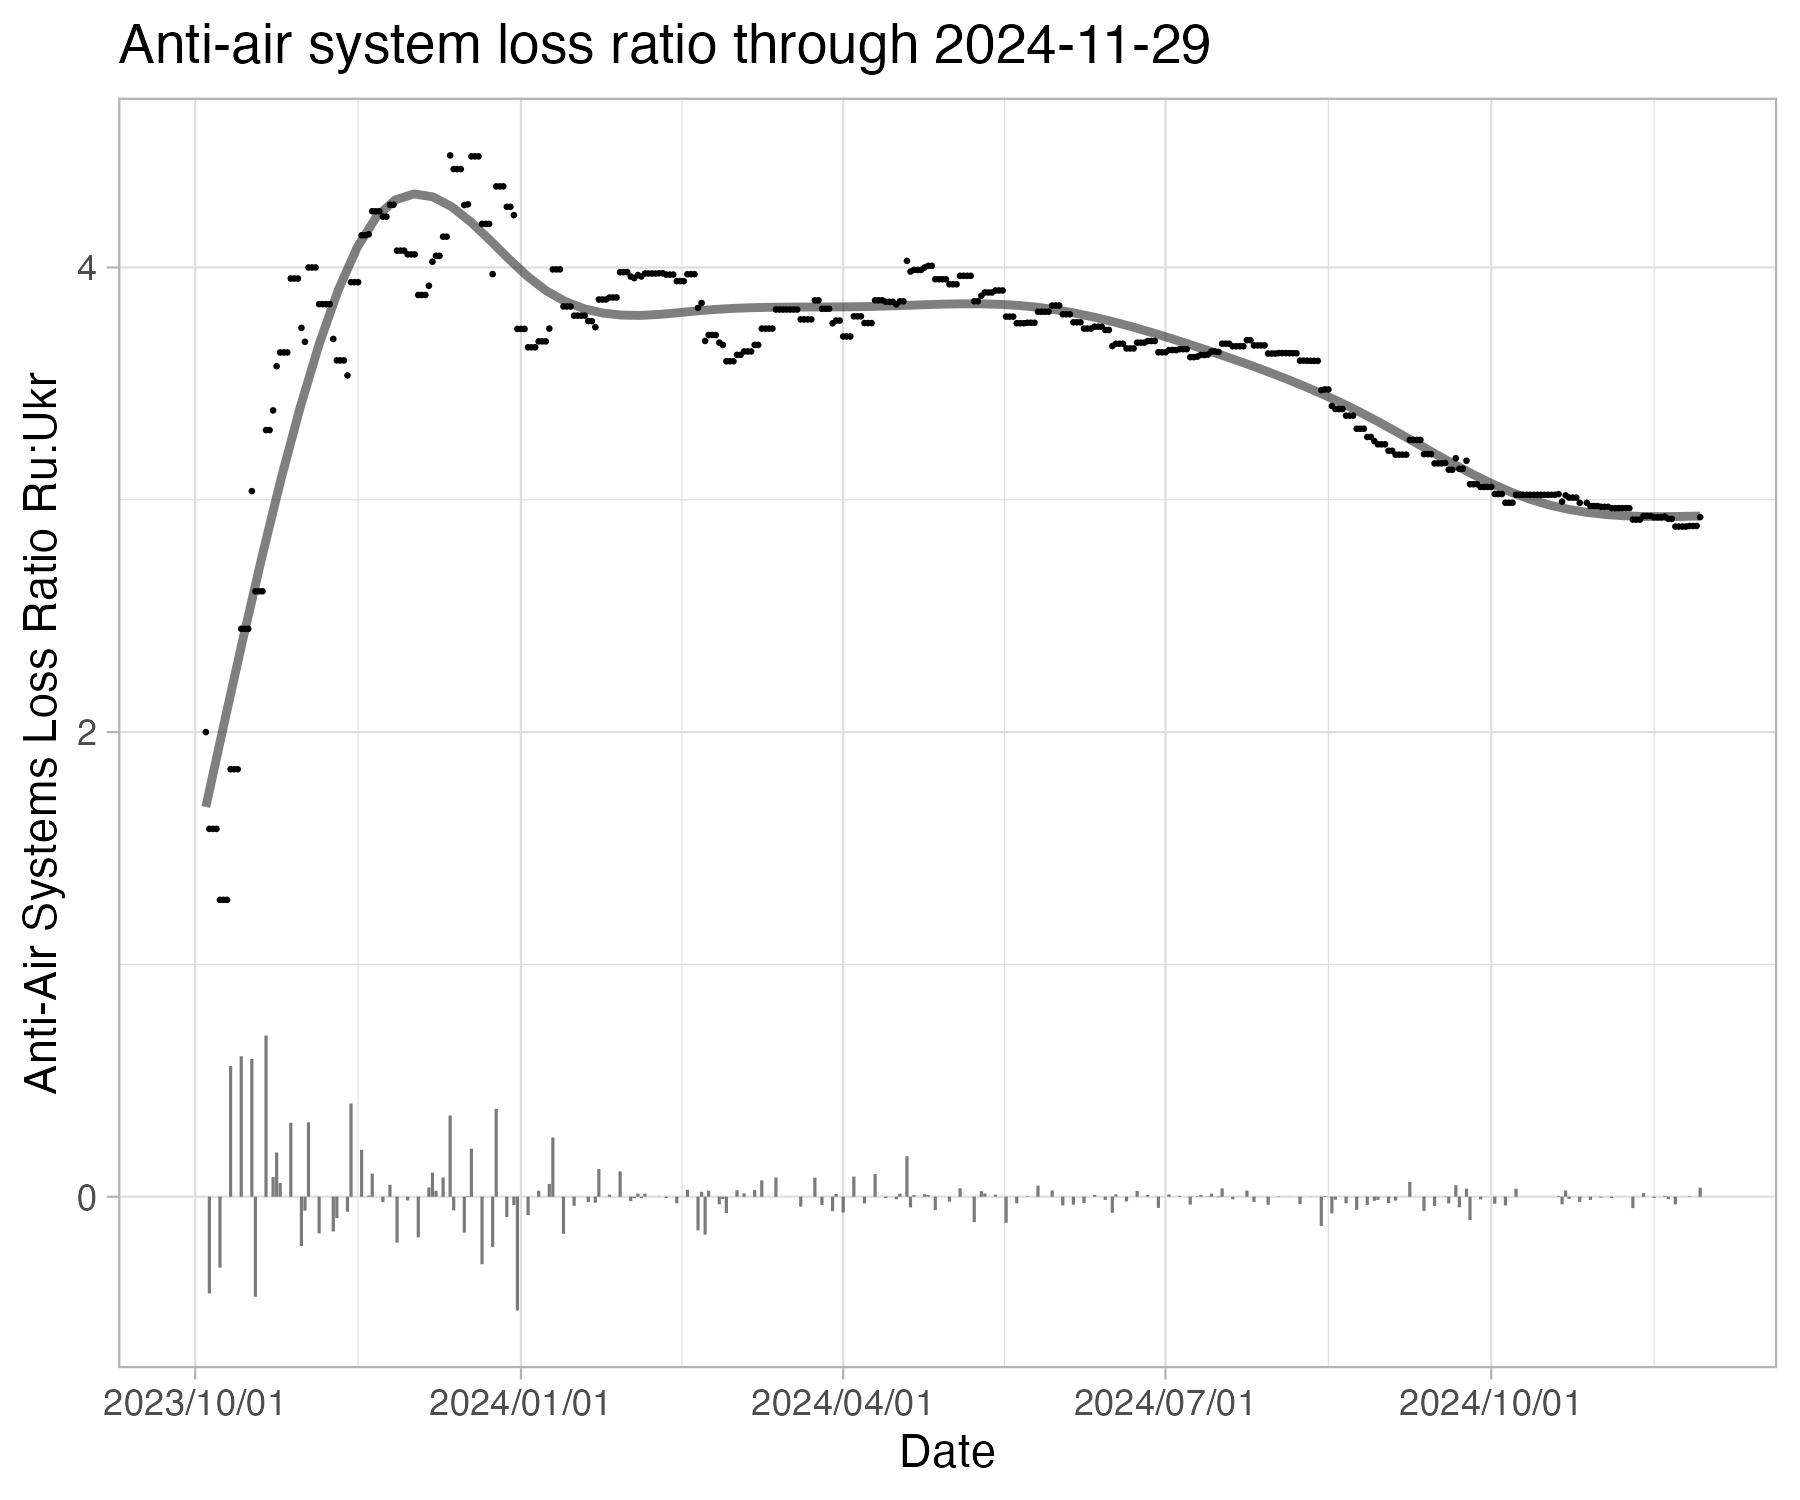 Anti-air system loss ratio through 2024-11-29
Anti-Air Systems Loss Ratio Ru:Ukr
4
2
0
2023/10/01 2024/01/01 2024/04/01 2024/07/01 2024/10/01
Date